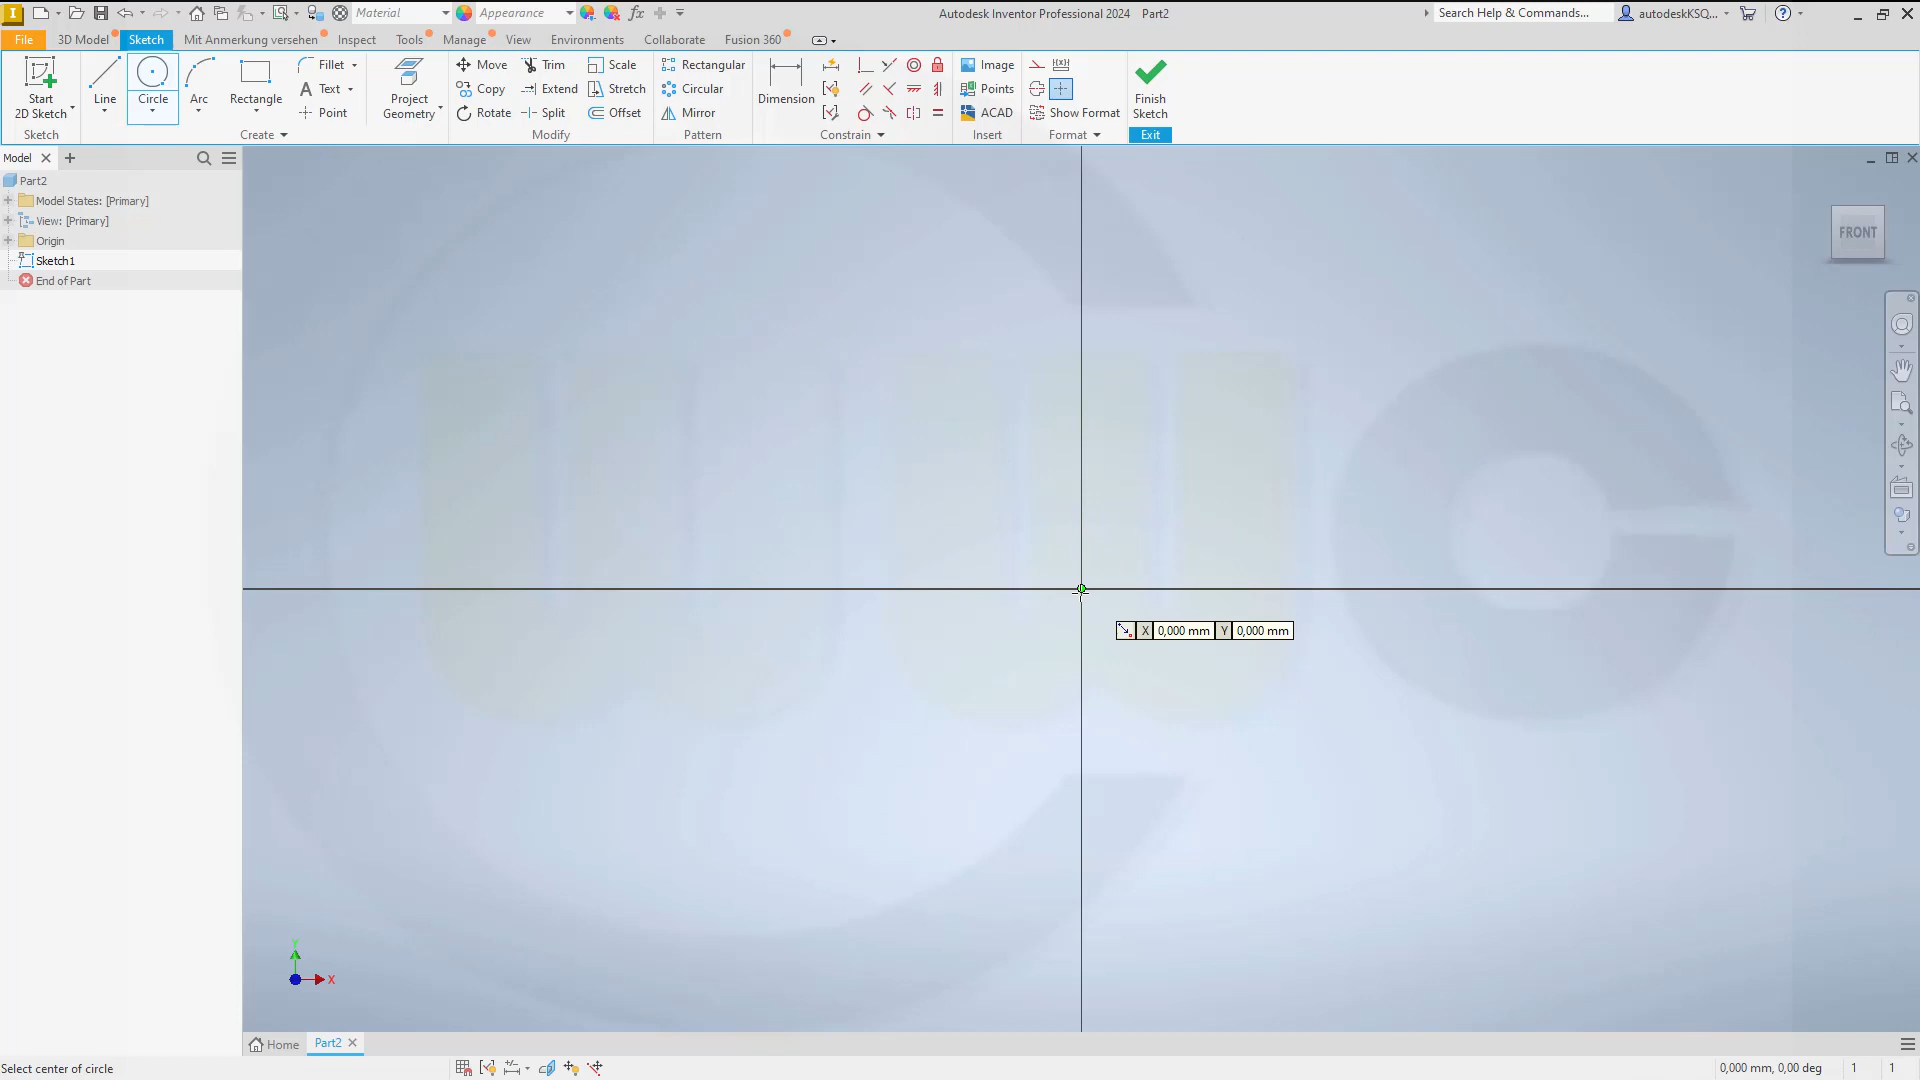 Material
Appearance
Autodesk Inventor Professional 2024 Part2
Search Help & Commands...
autodeskKSQ...
File
3D Model
Sketch
Mit Anmerkung versehen
Inspect
Tools
Manage
View
Environments
Collaborate
Fusion 360
Start
2D Sketch
Line
Circle
Arc
Rectangle
Fillet
Text
Point
Project
Geometry
Move
Copy
Rotate
Trim
Extend
Split
Scale
Stretch
Offset
Rectangular
Circular
Mirror
Dimension
Image
Points
ACAD
Show Format
Finish
Sketch
Sketch
Create
Modify
Pattern
Constrain
Insert
Format
Exit
Model
Part2
Model States: [Primary]
View: [Primary]
Origin
Sketch1
End of Part
FRONT
X 0,000 mm Y 0,000 mm
Y
X
Home
Part2
Select center of circle
0,000 mm, 0,00 deg 1 1